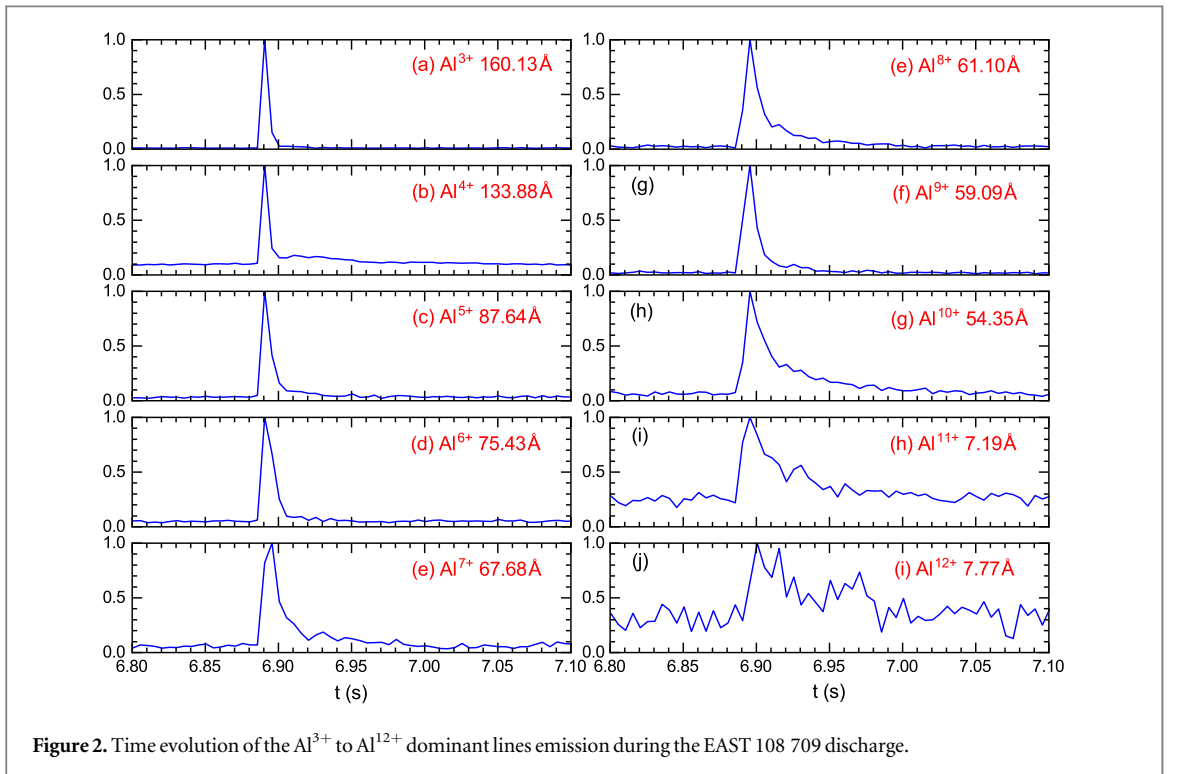 1.0
0.5
0.0
(a) Al3+ 160.13Å
1.0
0.5
0.0
(b) Al4+ 133.88Å
1.0
0.5
0.0
(c) Al5+ 87.64Å
1.0
0.5
0.0
(d) Al6+ 75.43Å
1.0
0.5
0.0
(e) Al7+ 67.68Å
6.80 6.85 6.90 6.95 7.00 7.05 7.10
t (s)
1.0
0.5
0.0
(e) Al8+ 61.10Å
1.0
0.5
0.0
(g) (f) Al9+ 59.09Å
1.0
0.5
0.0
(h) (g) Al10+ 54.35Å
1.0
0.5
0.0
(i) (h) Al11+ 7.19Å
1.0
0.5
0.0
(j) (i) Al12+ 7.77Å
6.80 6.85 6.90 6.95 7.00 7.05 7.10
t (s)
Figure 2. Time evolution of the Al3+ to Al12+ dominant lines emission during the EAST 108 709 discharge.